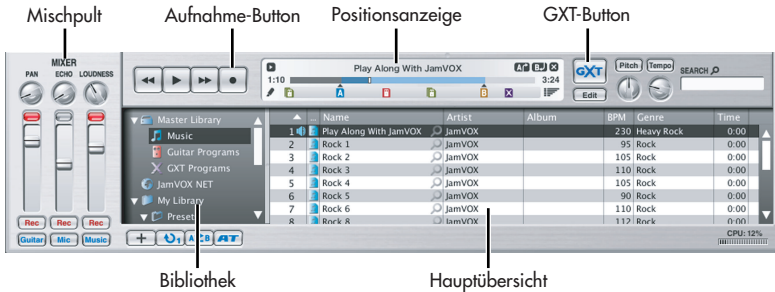 Mischpult Aufnahme-Button Positionsanzeige GXT-Button
MIXER
PAN ECHO LOUDNESS
Play Along With JamVOX
1:10 3:24
A B
GXT
Edit
Pitch Tempo
SEARCH
Master Library
Music
Guitar Programs
GXT Programs
JamVOX NET
My Library
Preset
.. Name Artist Album BPM Genre Time
1 Play Along With JamVOX JamVOX 230 Heavy Rock 0:00
2 Rock 1 JamVOX 95 Rock 0:00
3 Rock 2 JamVOX 105 Rock 0:00
4 Rock 3 JamVOX 110 Rock 0:00
5 Rock 4 JamVOX 105 Rock 0:00
6 Rock 5 JamVOX 90 Rock 0:00
7 Rock 6 JamVOX 110 Rock 0:00
8 Rock 8 JamVOX 112 Rock 0:00
Rec Rec Rec
Guitar Mic Music
+ 1 A B AT
CPU: 12%
Bibliothek Hauptübersicht